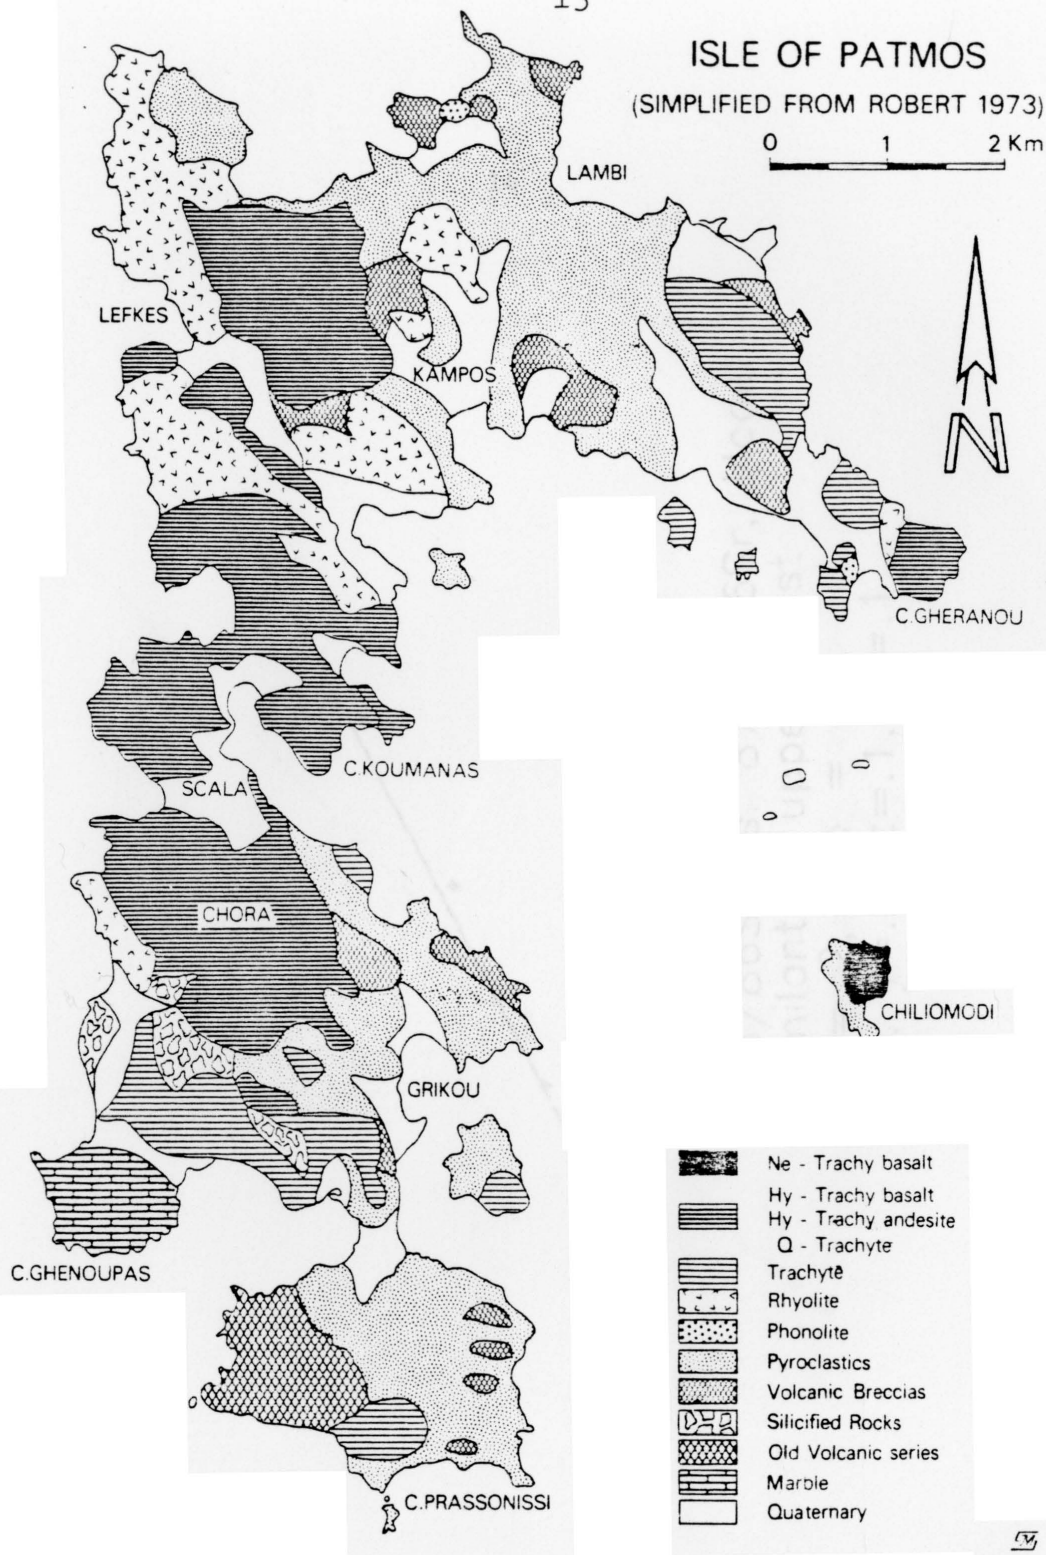 13
ISLE OF PATMOS
(SIMPLIFIED FROM ROBERT 1973)
0 1 2 Km
LAMBI
LEFKES
KAMPOS
N
C.GHERANOU
C.KOUMANAS
SCALA
CHORA
CHILIOMODI
GRIKOU
C.GHENOUPAS
C.PRASSONISSI
Ne - Trachy basalt
Hy - Trachy basalt
Hy - Trachy andesite
Q - Trachyte
Trachyte
Rhyolite
Phonolite
Pyroclastics
Volcanic Breccias
Silicified Rocks
Old Volcanic series
Marble
Quaternary